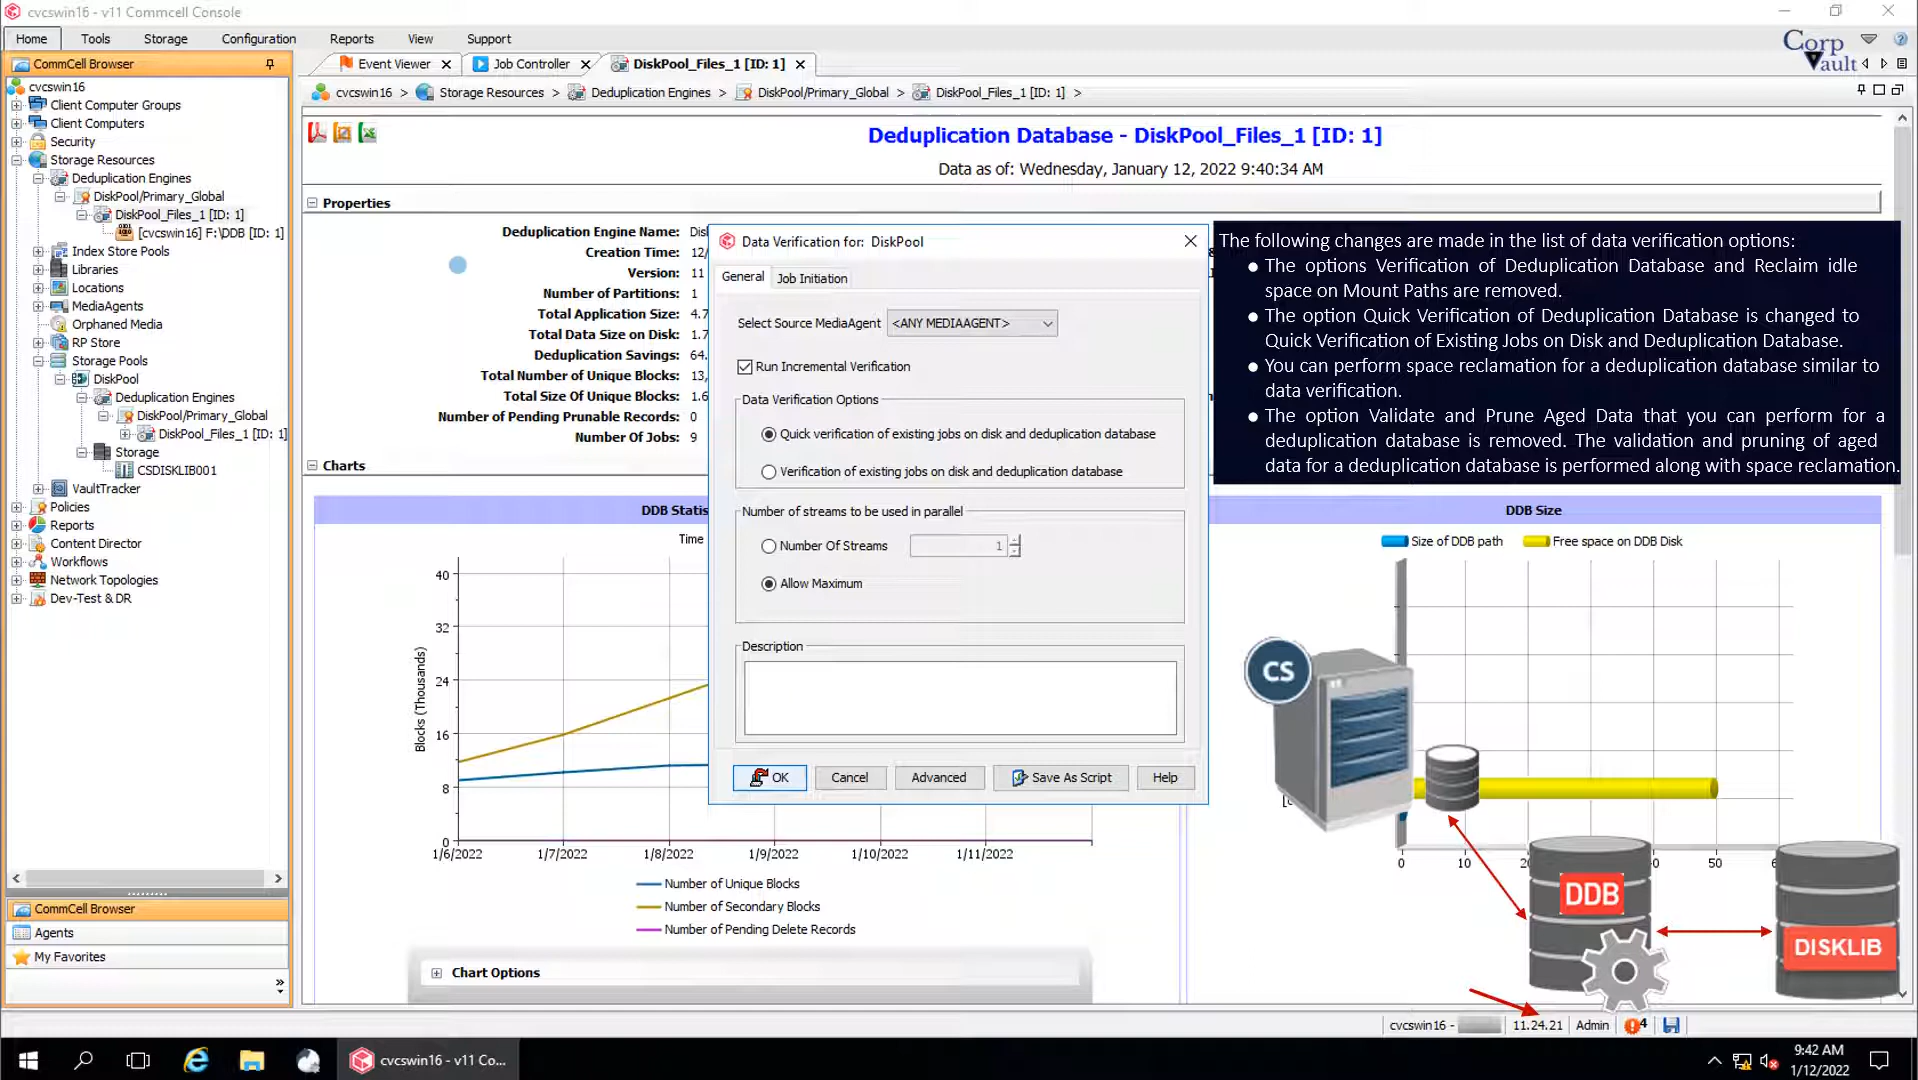 cvcswin16 - v11 Commcell Console
Home Tools Storage Configuration Reports View Support
Corp Vault
CommCell Browser
Event Viewer
Job Controller
DiskPool_Files_1 [ID: 1]
cvcswin16 > Storage Resources > Deduplication Engines > DiskPool/Primary_Global > DiskPool_Files_1 [ID: 1] >
cvcswin16
Client Computer Groups
Client Computers
Security
Storage Resources
Deduplication Engines
DiskPool/Primary_Global
DiskPool_Files_1 [ID: 1]
[cvcswin16] F:\DDB [ID: 1]
Index Store Pools
Libraries
Locations
MediaAgents
Orphaned Media
RP Store
Storage Pools
DiskPool
Deduplication Engines
DiskPool/Primary_Global
DiskPool_Files_1 [ID: 1]
Storage
CSDISKLIB001
VaultTracker
Policies
Reports
Content Director
Workflows
Network Topologies
Dev-Test & DR
CommCell Browser
Agents
My Favorites
Deduplication Database - DiskPool_Files_1 [ID: 1]
Data as of: Wednesday, January 12, 2022 9:40:34 AM
Properties
Deduplication Engine Name:
Creation Time: 12/
Version: 11
Number of Partitions: 1
Total Application Size: 4.7
Total Data Size on Disk: 1.7
Deduplication Savings: 64.
Total Number of Unique Blocks: 13,
Total Size Of Unique Blocks: 1.6
Number of Pending Prunable Records: 0
Number Of Jobs: 9
Charts
DDB Statis
Time
Blocks (Thousands)
40
32
24
16
8
0
1/6/2022 1/7/2022 1/8/2022 1/9/2022 1/10/2022 1/11/2022
Number of Unique Blocks
Number of Secondary Blocks
Number of Pending Delete Records
Chart Options
Data Verification for: DiskPool
General Job Initiation
Select Source MediaAgent <ANY MEDIAAGENT>
Run Incremental Verification
Data Verification Options
Quick verification of existing jobs on disk and deduplication database
Verification of existing jobs on disk and deduplication database
Number of streams to be used in parallel
Number Of Streams 1
Allow Maximum
Description
OK Cancel Advanced Save As Script Help
The following changes are made in the list of data verification options:
● The options Verification of Deduplication Database and Reclaim idle
space on Mount Paths are removed.
● The option Quick Verification of Deduplication Database is changed to
Quick Verification of Existing Jobs on Disk and Deduplication Database.
● You can perform space reclamation for a deduplication database similar to
data verification.
● The option Validate and Prune Aged Data that you can perform for a
deduplication database is removed. The validation and pruning of aged
data for a deduplication database is performed along with space reclamation.
DDB Size
Size of DDB path Free space on DDB Disk
CS
0 10 50
DDB
DISKLIB
cvcswin16 - 11.24.21 Admin 4
cvcswin16 - v11 Co...
9:42 AM
1/12/2022